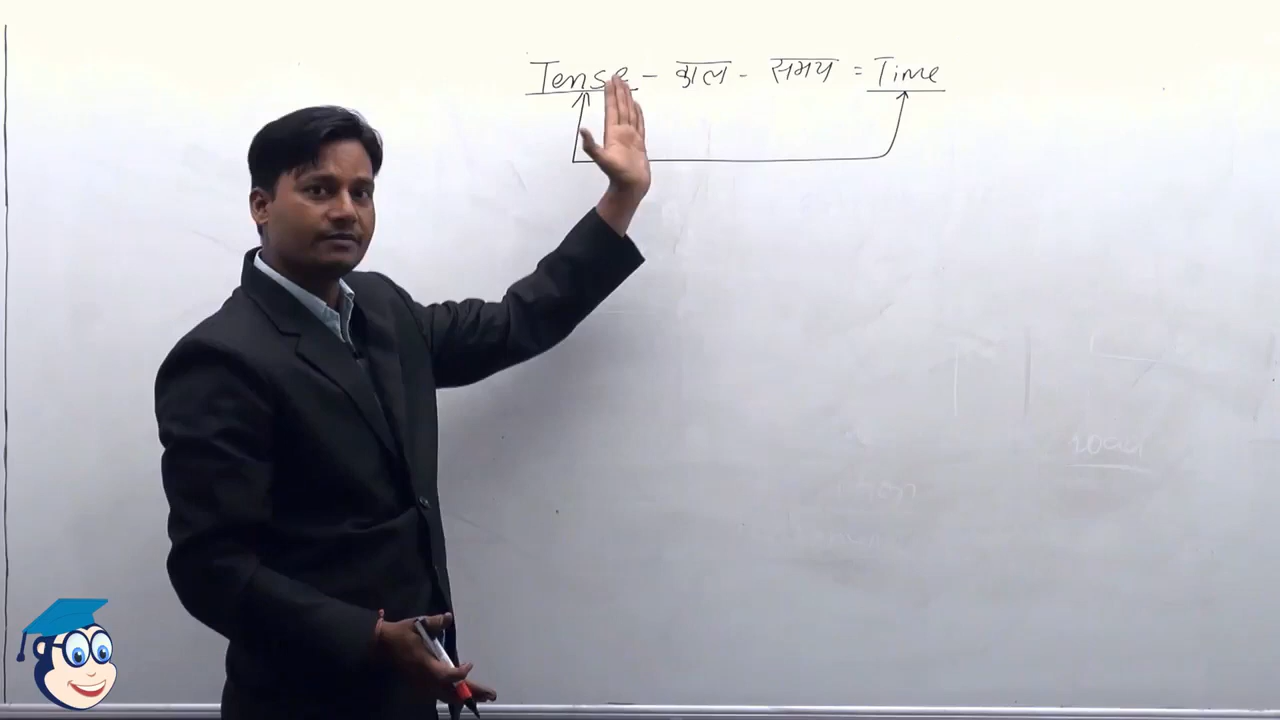 Tense - काल - समय = Time